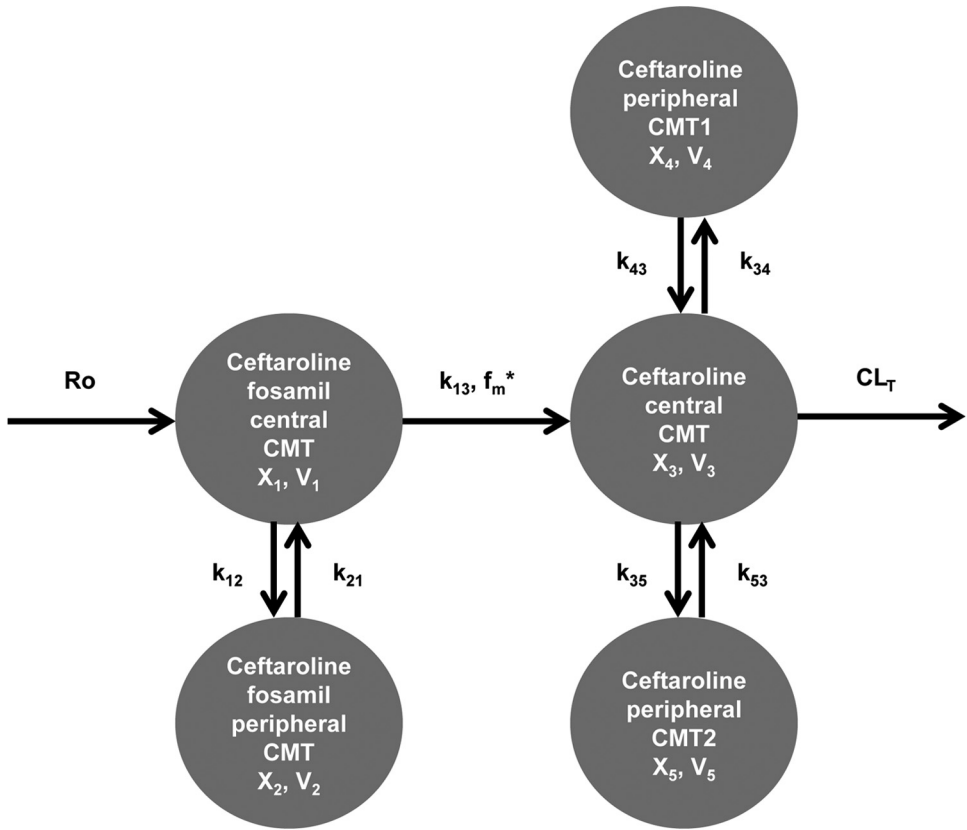 Ceftaroline
peripheral
CMT1
X₄, V₄
k₄₃
k₃₄
Ro
Ceftaroline
fosamil
central
CMT
X₁, V₁
k₁₃, fₘ*
Ceftaroline
central
CMT
X₃, V₃
CL_T
k₁₂
k₂₁
k₃₅
k₅₃
Ceftaroline
fosamil
peripheral
CMT
X₂, V₂
Ceftaroline
peripheral
CMT2
X₅, V₅